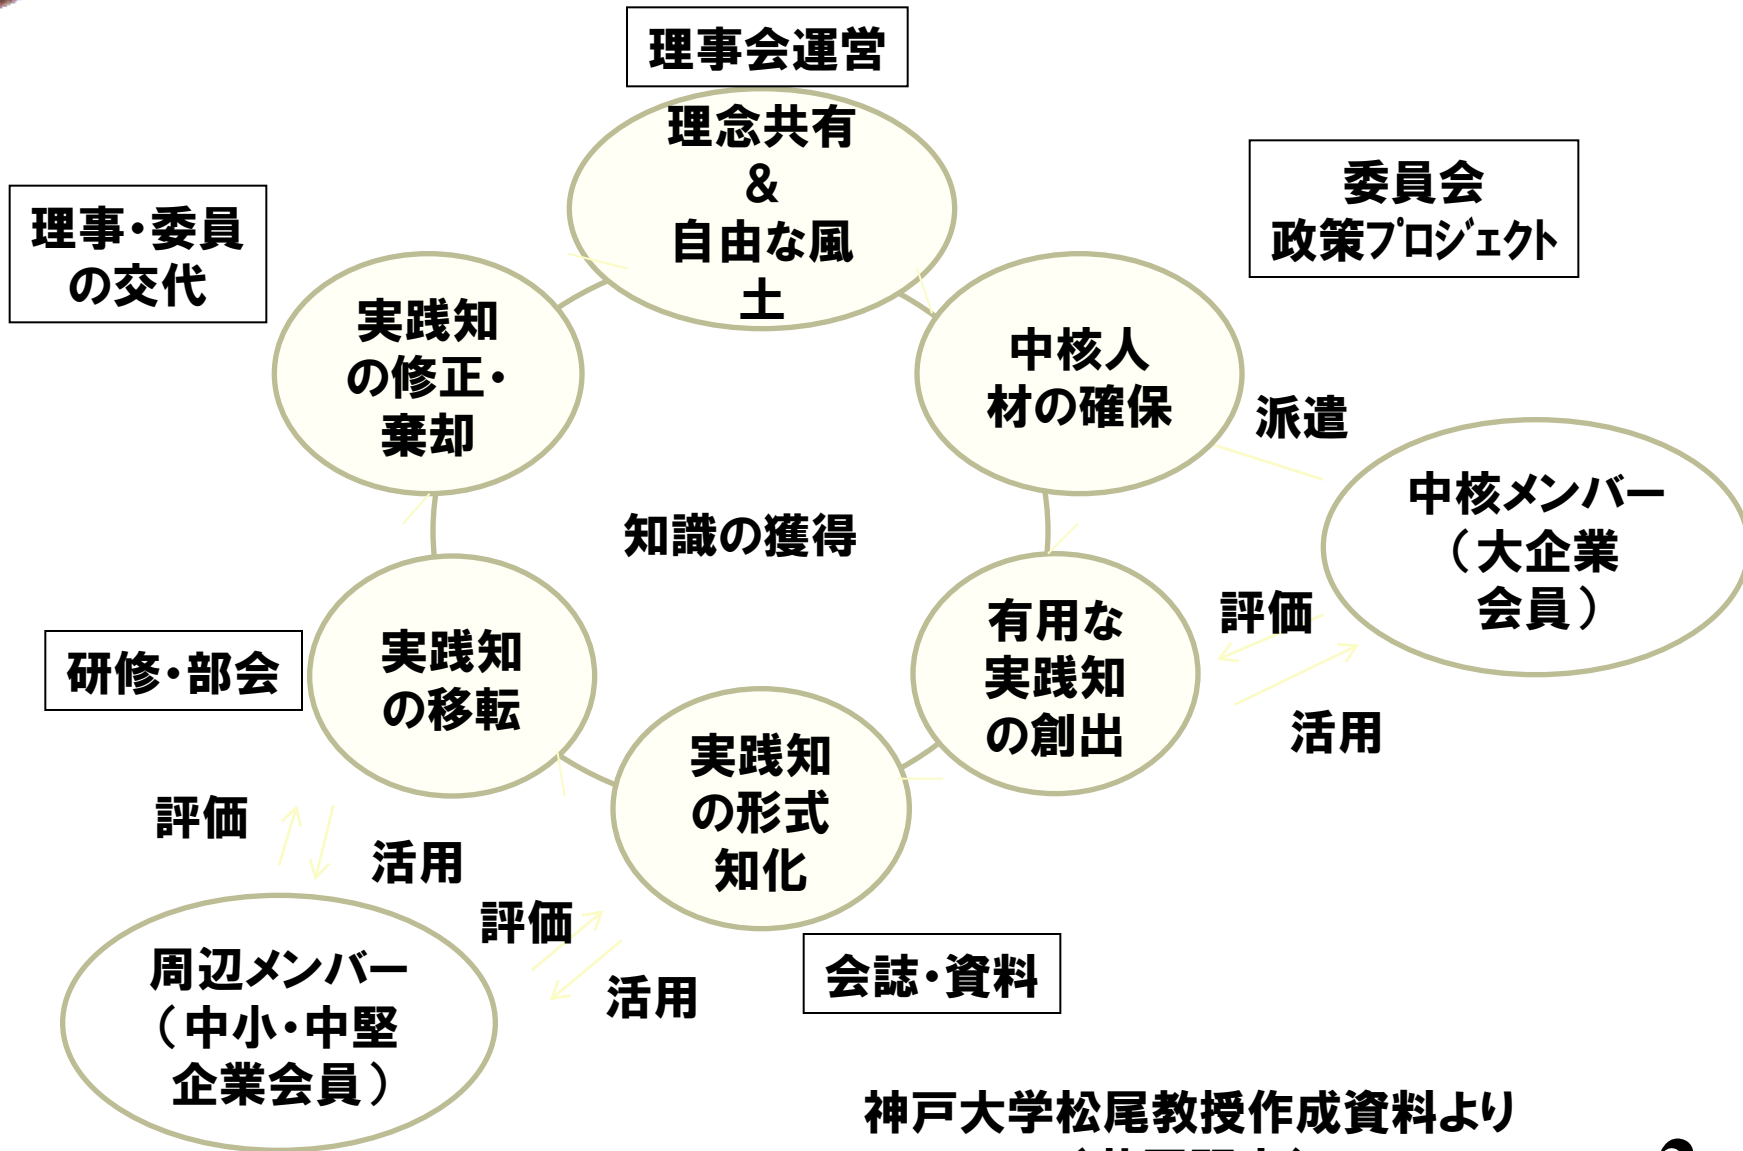 理事会運営
理念共有
&
自由な風
土
委員会
政策プロジェクト
理事・委員
の交代
実践知
の修正・
棄却
中核人
材の確保
派遣
中核メンバー
（大企業
会員）
知識の獲得
有用な
実践知
の創出
評価
活用
研修・部会
実践知
の移転
実践知
の形式
知化
評価
活用
評価
活用
会誌・資料
周辺メンバー
（中小・中堅
企業会員）
神戸大学松尾教授作成資料より